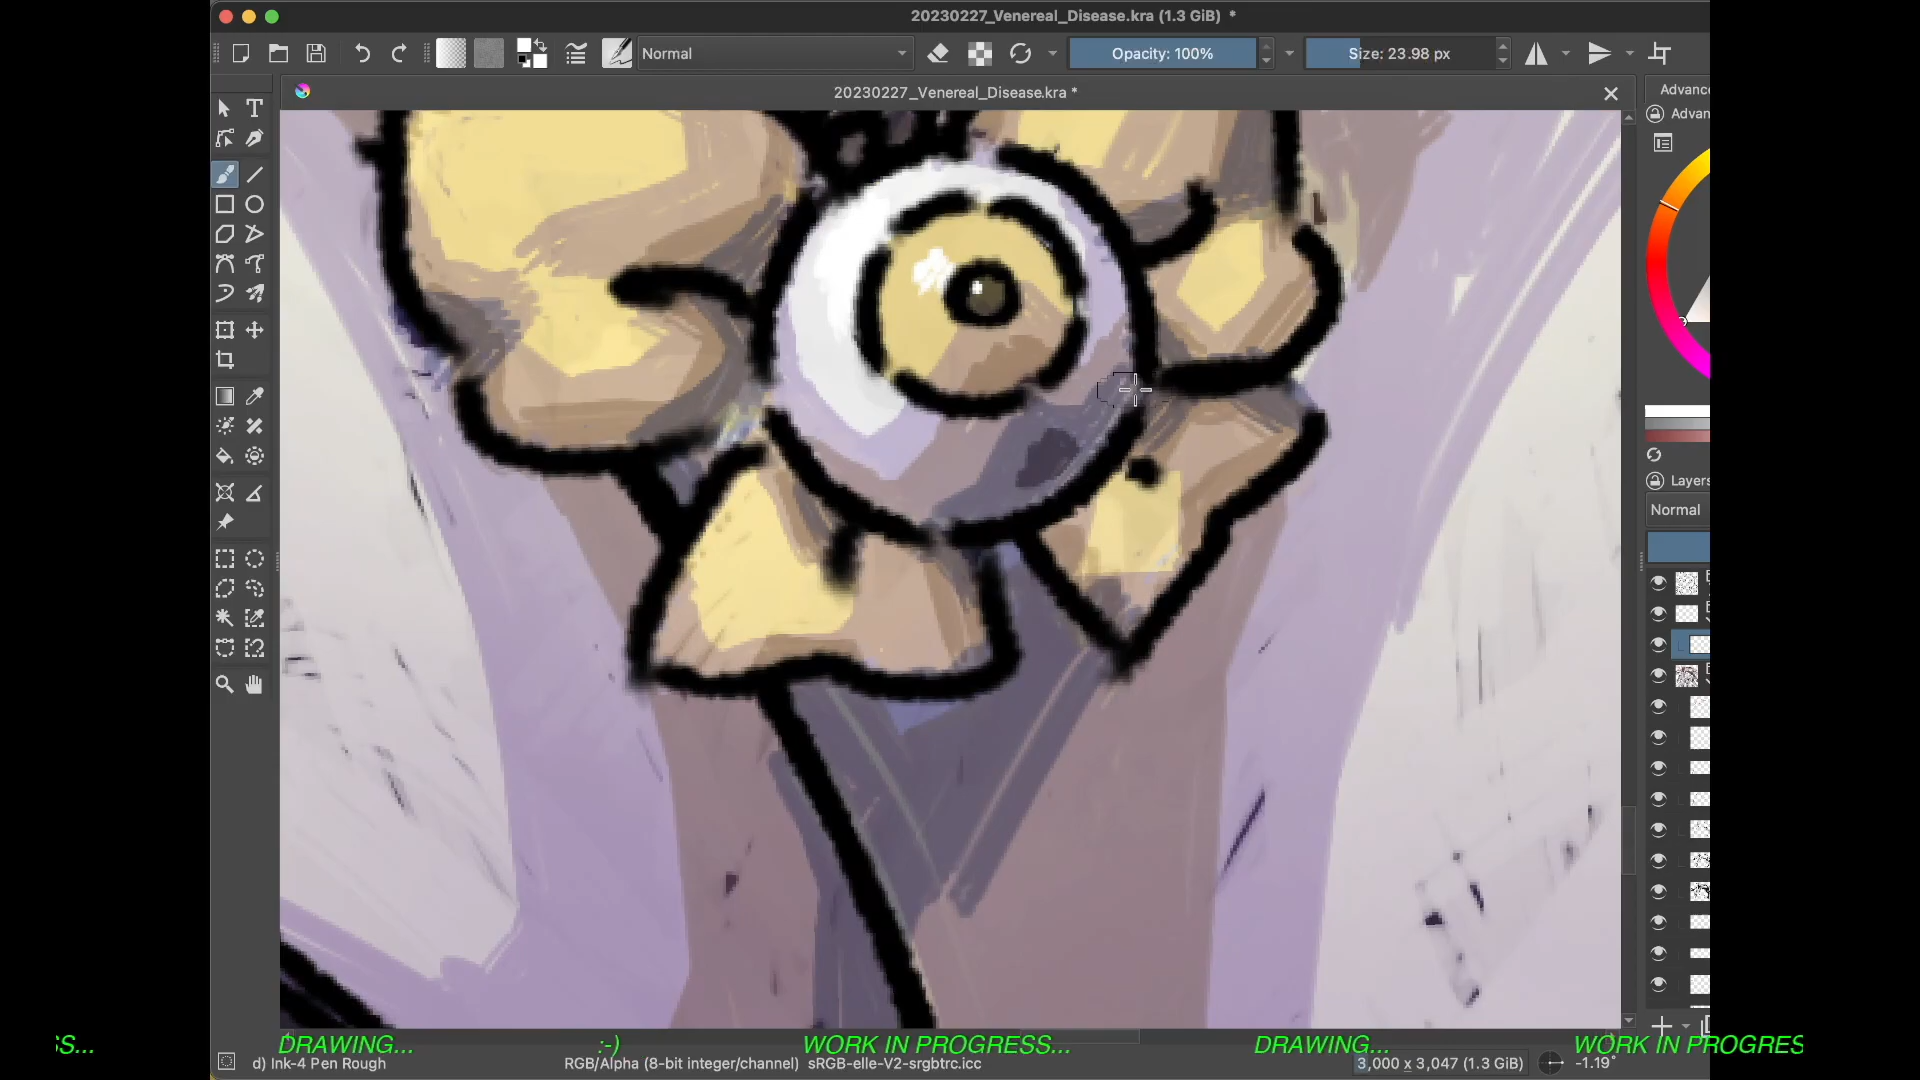 20230227_Venereal_Disease.kra (1.3 GiB) *
Normal
Opacity: 100%
Size: 23.98 px
20230227_Venereal_Disease.kra *
Advanc
Advan
Layers
Normal
DRAWING...
:-)
WORK IN PROGRESS...
DRAWING...
WORK IN PROGRES
d) Ink-4 Pen Rough
RGB/Alpha (8-bit integer/channel) sRGB-elle-V2-srgbtrc.icc
3,000 x 3,047 (1.3 GiB)
-1.19°